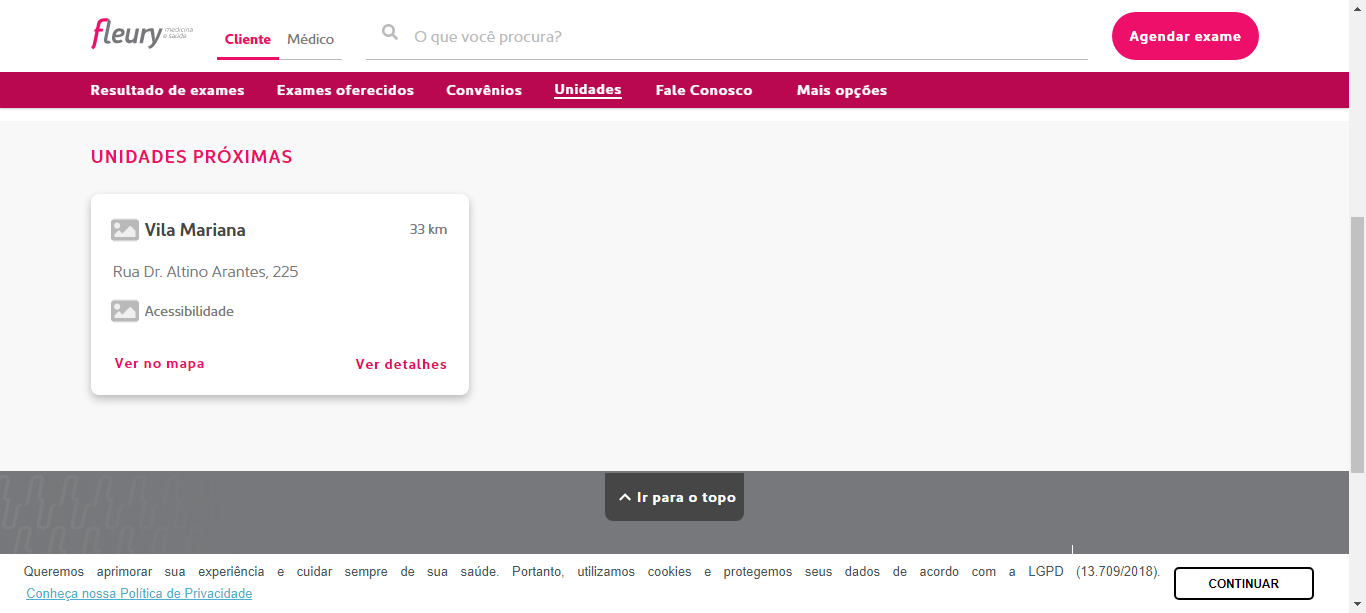 fleury medicina e saúde
Cliente Médico
O que você procura?
Agendar exame
Resultado de exames Exames oferecidos Convênios Unidades Fale Conosco Mais opções
UNIDADES PRÓXIMAS
Vila Mariana 33 km
Rua Dr. Altino Arantes, 225
Acessibilidade
Ver no mapa Ver detalhes
Ir para o topo
Queremos aprimorar sua experiência e cuidar sempre de sua saúde. Portanto, utilizamos cookies e protegemos seus dados de acordo com a LGPD (13.709/2018).
Conheça nossa Política de Privacidade
CONTINUAR